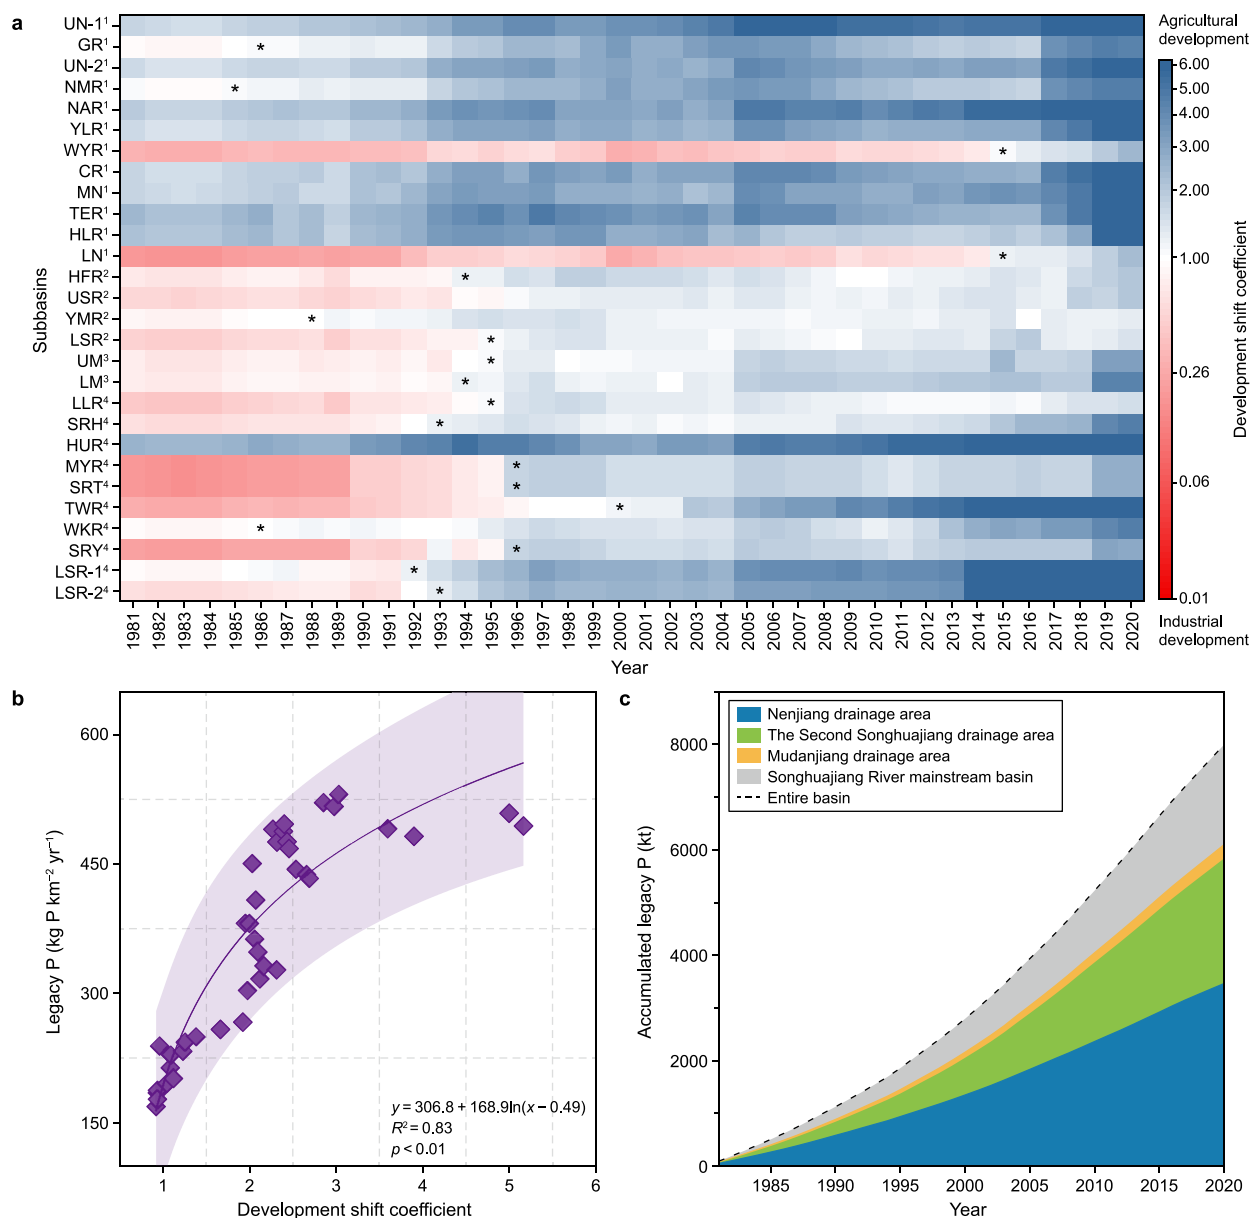 a
Subbasins
UN-1¹
GR¹
UN-2¹
NMR¹
NAR¹
YLR¹
WYR¹
CR¹
MN¹
TER¹
HLR¹
LN¹
HFR²
USR²
YMR²
LSR²
UM³
LM³
LLR⁴
SRH⁴
HUR⁴
MYR⁴
SRT⁴
TWR⁴
WKR⁴
SRY⁴
LSR-1⁴
LSR-2⁴
* * * * * * * * * * * * * * * * * * *
1981 1982 1983 1984 1985 1986 1987 1988 1989 1990 1991 1992 1993 1994 1995 1996 1997 1998 1999 2000 2001 2002 2003 2004 2005 2006 2007 2008 2009 2010 2011 2012 2013 2014 2015 2016 2017 2018 2019 2020
Year
Agricultural
development
6.00
5.00
4.00
3.00
2.00
1.00
0.26
0.06
0.01
Development shift coefficient
Industrial
development
b
Legacy P (kg P km⁻² yr⁻¹)
600
450
300
150
y = 306.8 + 168.9ln(x − 0.49)
R² = 0.83
p < 0.01
1 2 3 4 5 6
Development shift coefficient
c
Accumulated legacy P (kt)
8000
6000
4000
2000
0
Nenjiang drainage area
The Second Songhuajiang drainage area
Mudanjiang drainage area
Songhuajiang River mainstream basin
Entire basin
1985 1990 1995 2000 2005 2010 2015 2020
Year